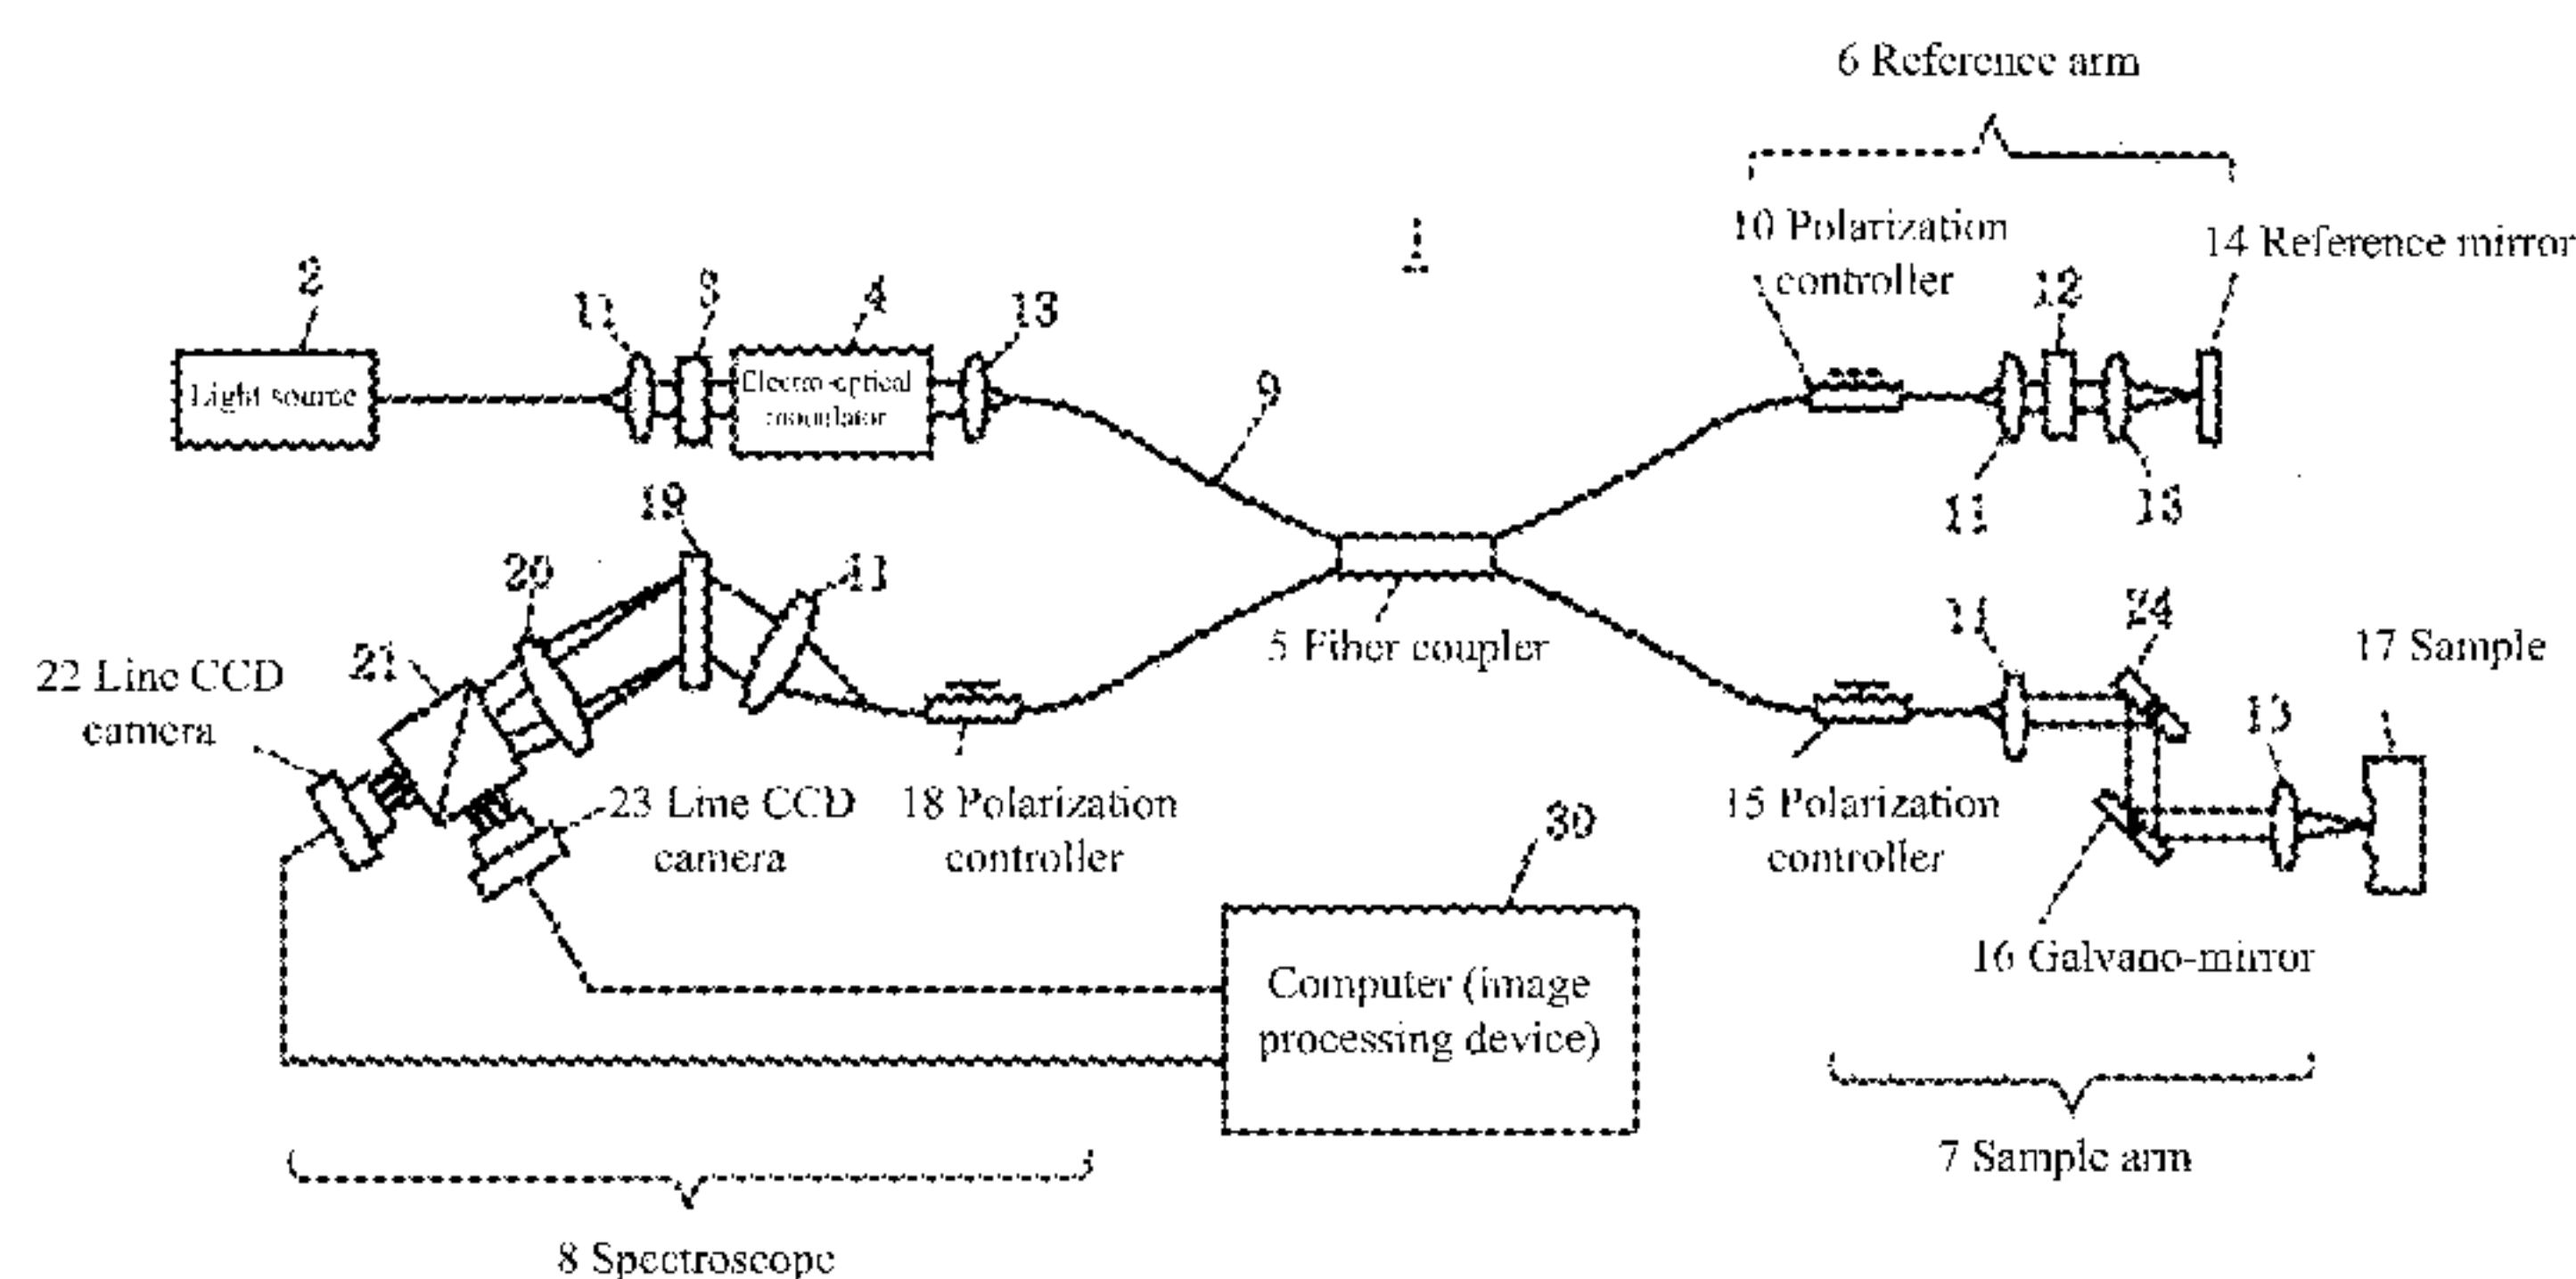 6 Reference arm
1
10 Polarization
controller
14 Reference mirror
2
11
3
4
13
12
Light source
Electro-optical
modulator
9
11
13
19
20
11
5 Fiber coupler
11
24
17 Sample
22 Line CCD
camera
21
13
23 Line CCD
camera
18 Polarization
controller
30
15 Polarization
controller
16 Galvano-mirror
Computer (image
processing device)
7 Sample arm
8 Spectroscope